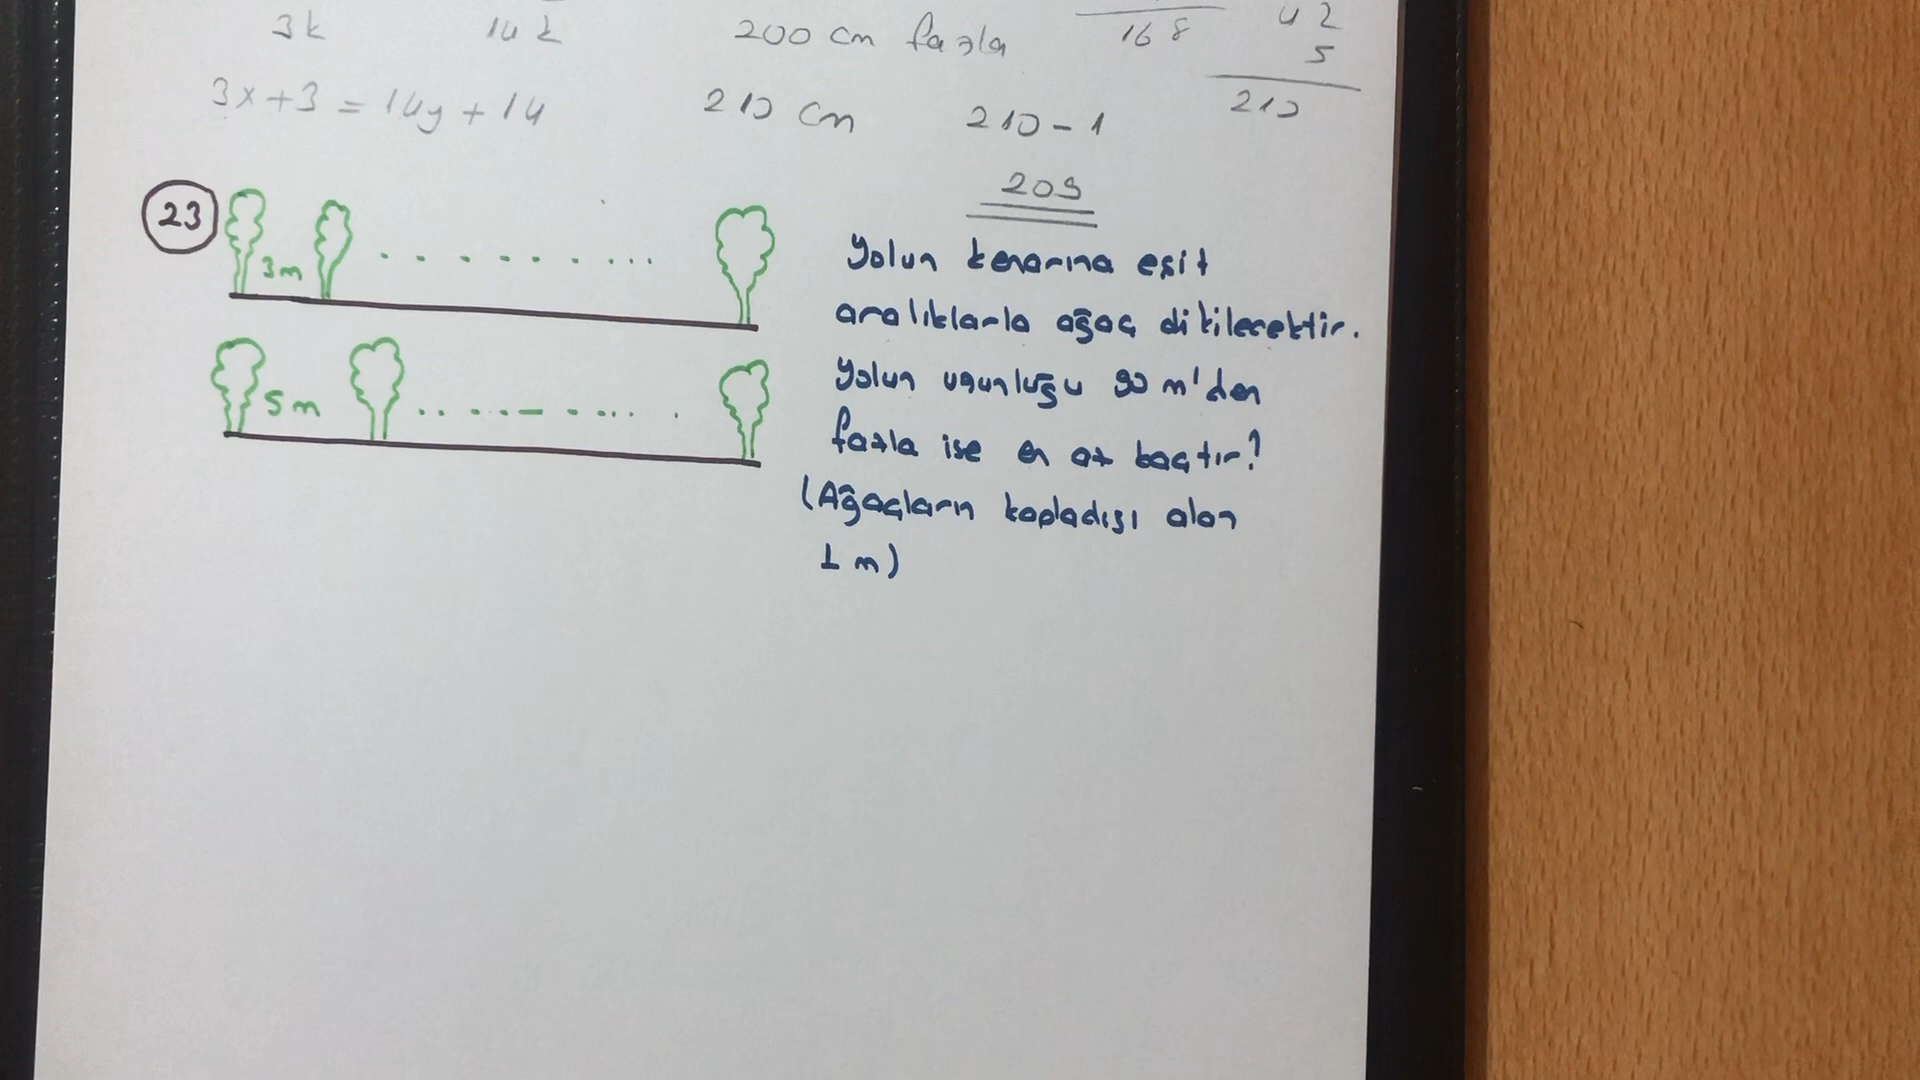 3k 14k 200 cm fazla 168 42
5
3x+3 = 14y + 14 210 cm 210-1 210
209
23
3m
Yolun kenarına eşit
aralıklarla ağaç dikilecektir.
5m
Yolun uzunluğu 90 m'den
fazla ise en az kaçtır?
(Ağaçların kapladığı alan
1 m)